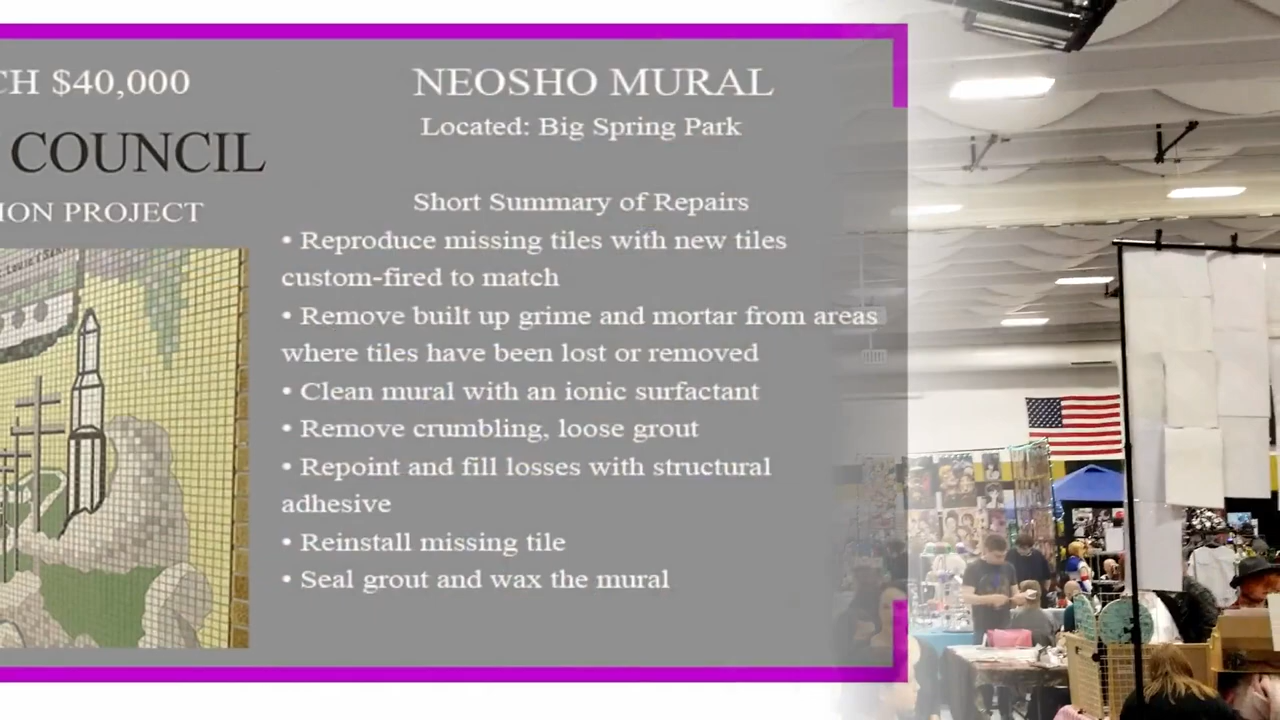 CH $40,000
COUNCIL
ION PROJECT
NEOSHO MURAL
Located: Big Spring Park
Short Summary of Repairs
• Reproduce missing tiles with new tiles
custom-fired to match
• Remove built up grime and mortar from areas
where tiles have been lost or removed
• Clean mural with an ionic surfactant
• Remove crumbling, loose grout
• Repoint and fill losses with structural
adhesive
• Reinstall missing tile
• Seal grout and wax the mural